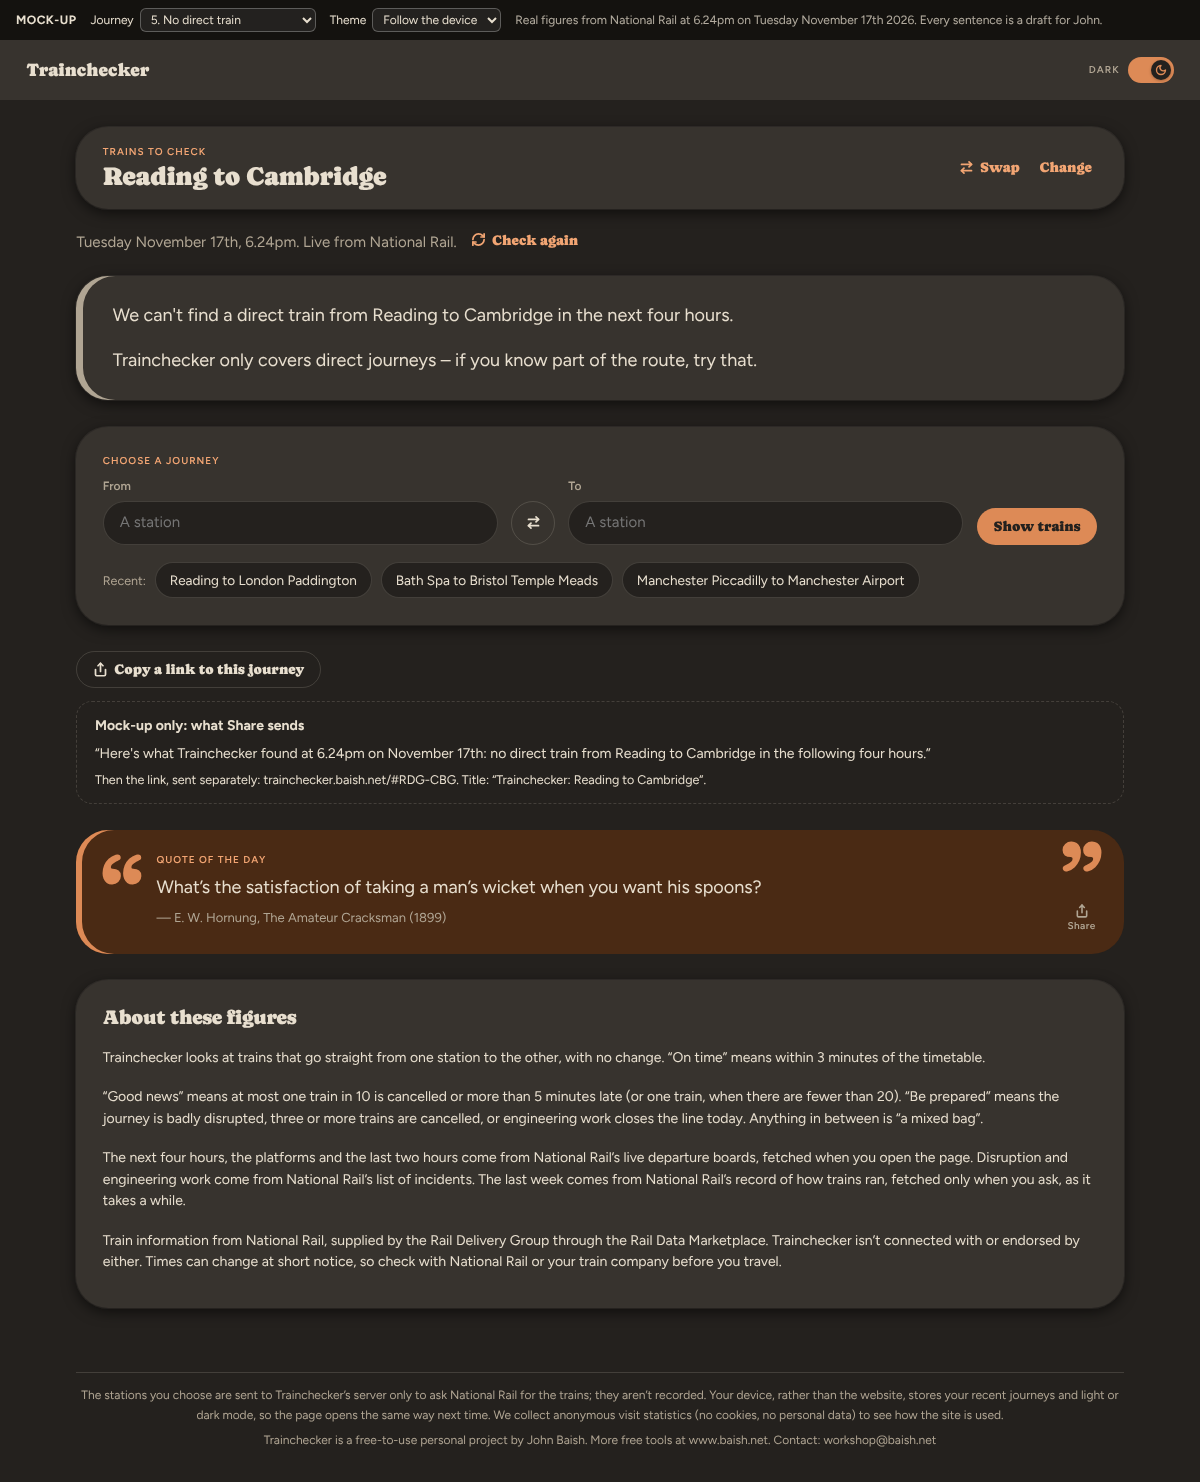 MOCK-UP Journey 5. No direct train Theme Follow the device Real figures from National Rail at 6.24pm on Tuesday November 17th 2026. Every sentence is a draft for John.
Trainchecker
DARK
TRAINS TO CHECK
Reading to Cambridge
Swap Change
Tuesday November 17th, 6.24pm. Live from National Rail. Check again
We can't find a direct train from Reading to Cambridge in the next four hours.
Trainchecker only covers direct journeys – if you know part of the route, try that.
CHOOSE A JOURNEY
From To
A station A station Show trains
Recent: Reading to London Paddington Bath Spa to Bristol Temple Meads Manchester Piccadilly to Manchester Airport
Copy a link to this journey
Mock-up only: what Share sends
“Here's what Trainchecker found at 6.24pm on November 17th: no direct train from Reading to Cambridge in the following four hours.”
Then the link, sent separately: trainchecker.baish.net/#RDG-CBG. Title: “Trainchecker: Reading to Cambridge”.
“ ”
QUOTE OF THE DAY
What’s the satisfaction of taking a man’s wicket when you want his spoons?
— E. W. Hornung, The Amateur Cracksman (1899)
Share
About these figures
Trainchecker looks at trains that go straight from one station to the other, with no change. “On time” means within 3 minutes of the timetable.
“Good news” means at most one train in 10 is cancelled or more than 5 minutes late (or one train, when there are fewer than 20). “Be prepared” means the
journey is badly disrupted, three or more trains are cancelled, or engineering work closes the line today. Anything in between is “a mixed bag”.
The next four hours, the platforms and the last two hours come from National Rail’s live departure boards, fetched when you open the page. Disruption and
engineering work come from National Rail’s list of incidents. The last week comes from National Rail’s record of how trains ran, fetched only when you ask, as it
takes a while.
Train information from National Rail, supplied by the Rail Delivery Group through the Rail Data Marketplace. Trainchecker isn’t connected with or endorsed by
either. Times can change at short notice, so check with National Rail or your train company before you travel.
The stations you choose are sent to Trainchecker’s server only to ask National Rail for the trains; they aren’t recorded. Your device, rather than the website, stores your recent journeys and light or
dark mode, so the page opens the same way next time. We collect anonymous visit statistics (no cookies, no personal data) to see how the site is used.
Trainchecker is a free-to-use personal project by John Baish. More free tools at www.baish.net. Contact: workshop@baish.net